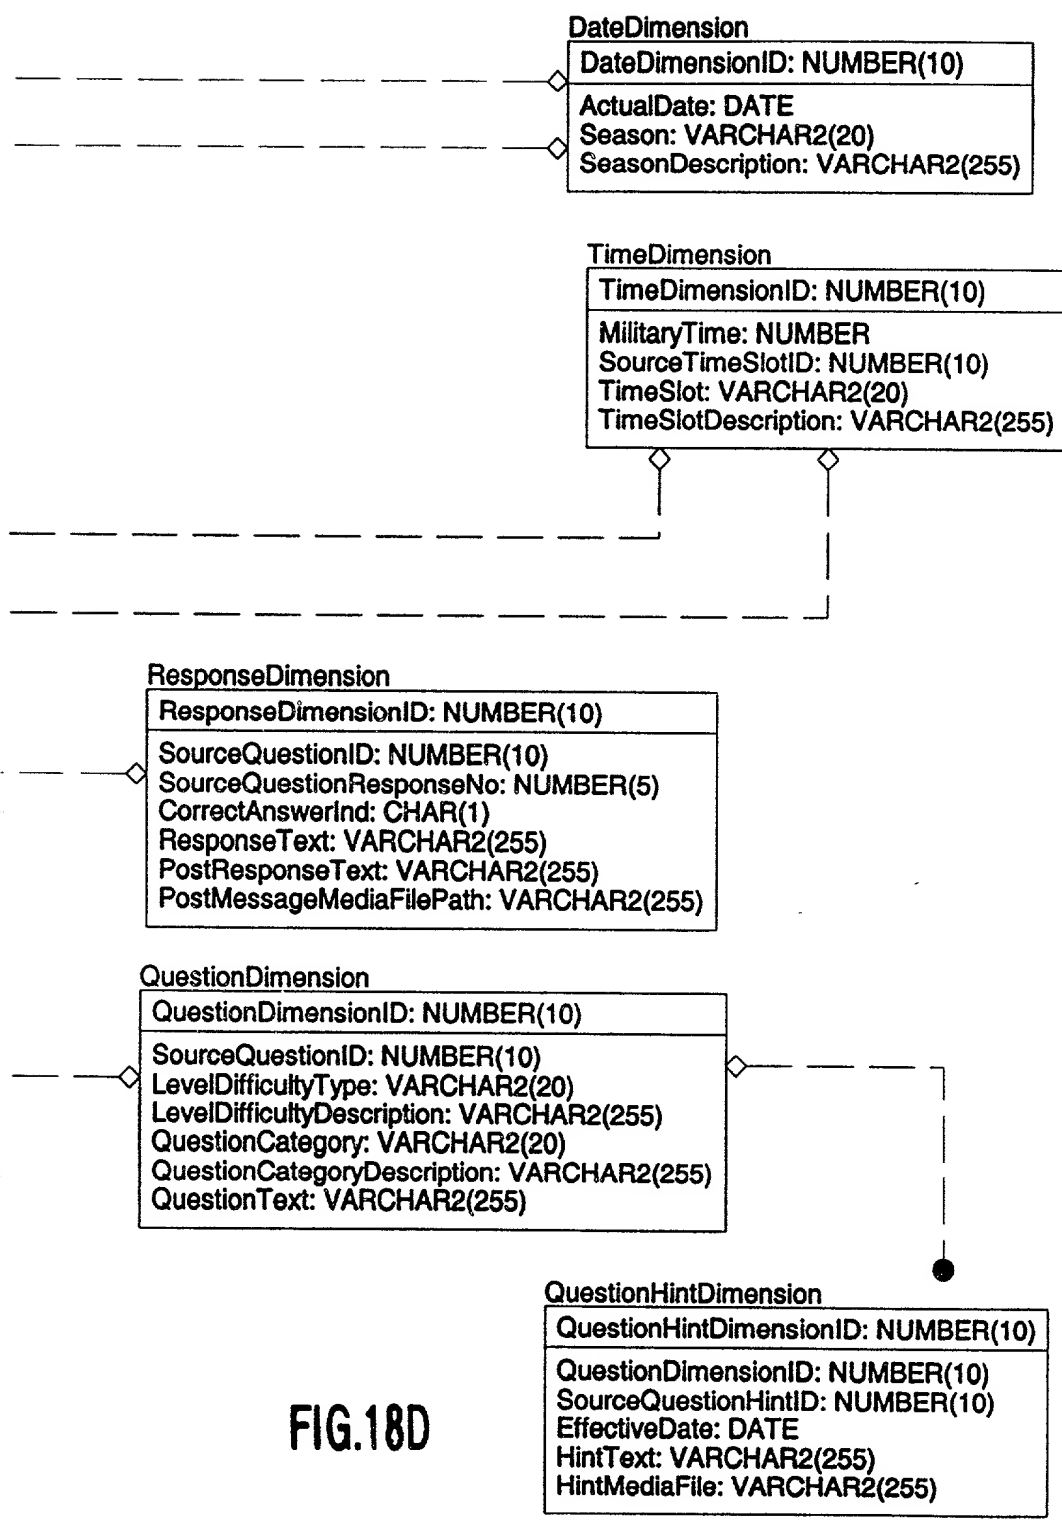 DateDimension
DateDimensionID: NUMBER(10)
ActualDate: DATE
Season: VARCHAR2(20)
SeasonDescription: VARCHAR2(255)
TimeDimension
TimeDimensionID: NUMBER(10)
MilitaryTime: NUMBER
SourceTimeSlotID: NUMBER(10)
TimeSlot: VARCHAR2(20)
TimeSlotDescription: VARCHAR2(255)
ResponseDimension
ResponseDimensionID: NUMBER(10)
SourceQuestionID: NUMBER(10)
SourceQuestionResponseNo: NUMBER(5)
CorrectAnswerInd: CHAR(1)
ResponseText: VARCHAR2(255)
PostResponseText: VARCHAR2(255)
PostMessageMediaFilePath: VARCHAR2(255)
QuestionDimension
QuestionDimensionID: NUMBER(10)
SourceQuestionID: NUMBER(10)
LevelDifficultyType: VARCHAR2(20)
LevelDifficultyDescription: VARCHAR2(255)
QuestionCategory: VARCHAR2(20)
QuestionCategoryDescription: VARCHAR2(255)
QuestionText: VARCHAR2(255)
QuestionHintDimension
QuestionHintDimensionID: NUMBER(10)
QuestionDimensionID: NUMBER(10)
SourceQuestionHintID: NUMBER(10)
EffectiveDate: DATE
HintText: VARCHAR2(255)
HintMediaFile: VARCHAR2(255)
FIG.18D